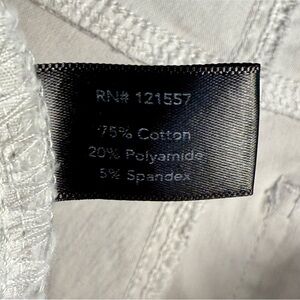 RN# 121557
75% Cotton
20% Polyamide
5% Spandex